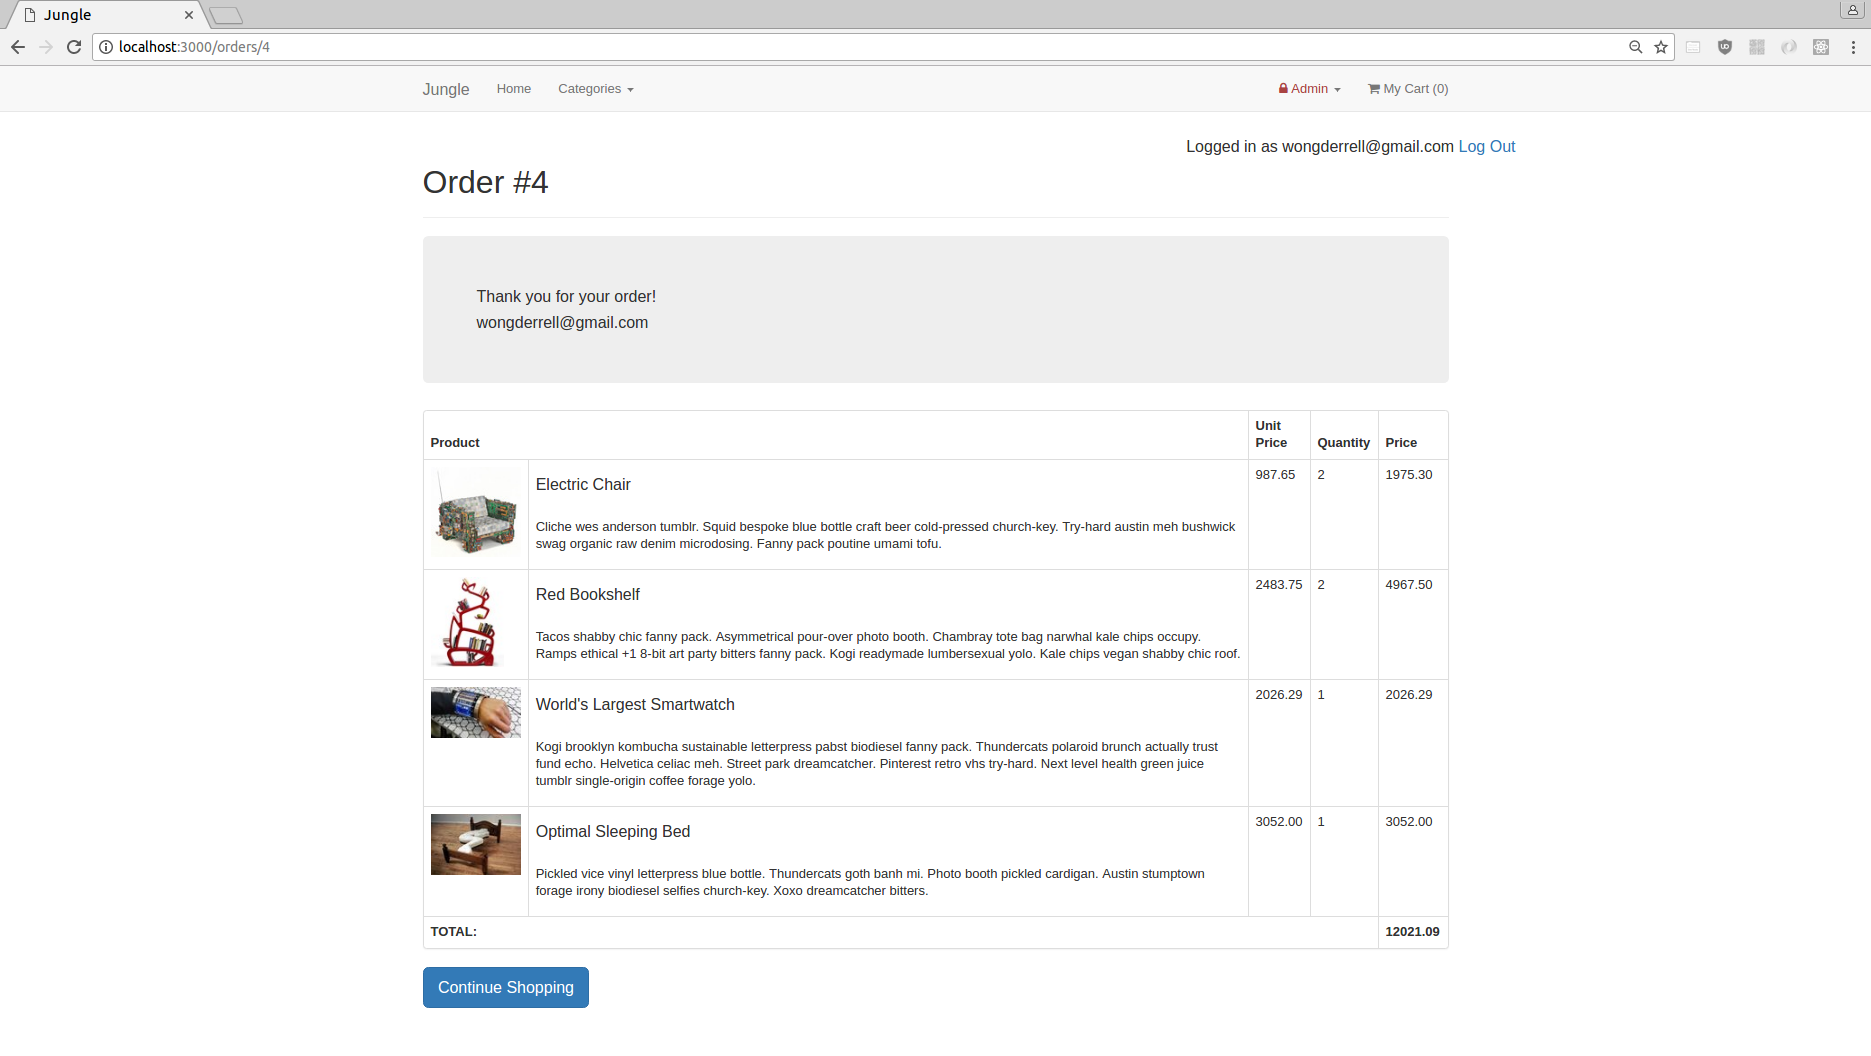 Jungle
localhost:3000/orders/4
Jungle Home Categories Admin My Cart (0)
Logged in as wongderrell@gmail.com Log Out
Order #4
Thank you for your order!
wongderrell@gmail.com
Product Unit Price Quantity Price
Electric Chair 987.65 2 1975.30
Cliche wes anderson tumblr. Squid bespoke blue bottle craft beer cold-pressed church-key. Try-hard austin meh bushwick
swag organic raw denim microdosing. Fanny pack poutine umami tofu.
Red Bookshelf 2483.75 2 4967.50
Tacos shabby chic fanny pack. Asymmetrical pour-over photo booth. Chambray tote bag narwhal kale chips occupy.
Ramps ethical +1 8-bit art party bitters fanny pack. Kogi readymade lumbersexual yolo. Kale chips vegan shabby chic roof.
World's Largest Smartwatch 2026.29 1 2026.29
Kogi brooklyn kombucha sustainable letterpress pabst biodiesel fanny pack. Thundercats polaroid brunch actually trust
fund echo. Helvetica celiac meh. Street park dreamcatcher. Pinterest retro vhs try-hard. Next level health green juice
tumblr single-origin coffee forage yolo.
Optimal Sleeping Bed 3052.00 1 3052.00
Pickled vice vinyl letterpress blue bottle. Thundercats goth banh mi. Photo booth pickled cardigan. Austin stumptown
forage irony biodiesel selfies church-key. Xoxo dreamcatcher bitters.
TOTAL: 12021.09
Continue Shopping